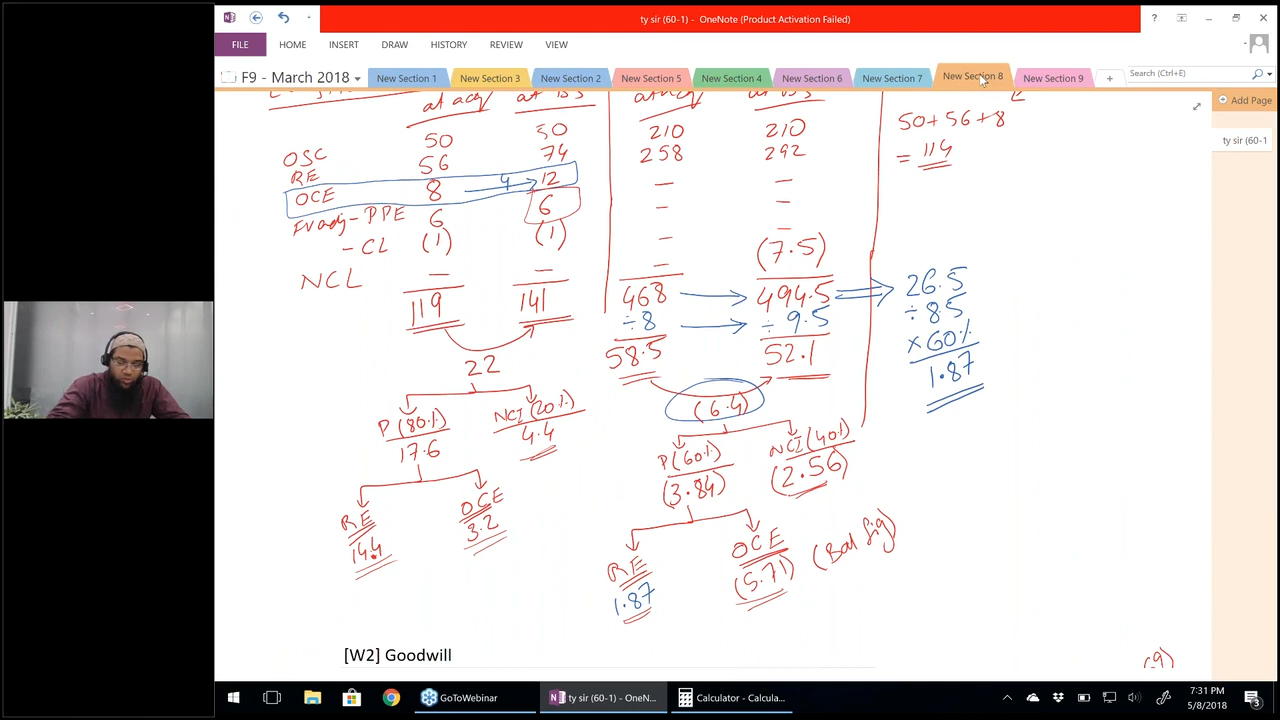 ty sir (60-1) - OneNote (Product Activation Failed)
FILE HOME INSERT DRAW HISTORY REVIEW VIEW
F9 - March 2018 New Section 1 New Section 3 New Section 2 New Section 5 New Section 4 New Section 6 New Section 7 New Section 8 New Section 9 Search (Ctrl+E)
Add Page
ty sir (60-1)
at acq
OSC 50 50 210 210
RE 56 74 258 292
OCE 8 4 12 — —
FV adj - PPE 6 6 — —
- CL (1) (1) — —
NCL — — — (7.5)
119 141 468 494.5
÷8 ÷ 9.5
58.5 52.1
22
(6.4)
P (80%) NCI (20%)
17.6 4.4
P (60%) NCI (40%)
(3.84) (2.56)
RE OCE
14.4 3.2
RE OCE
1.87 (5.71) (Bal fig)
50+ 56 +8
= 114
26.5
÷ 8.5
× 60%
1.87
[W2] Goodwill
GoToWebinar
ty sir (60-1) - OneN...
Calculator - Calcula...
7:31 PM
5/8/2018
3